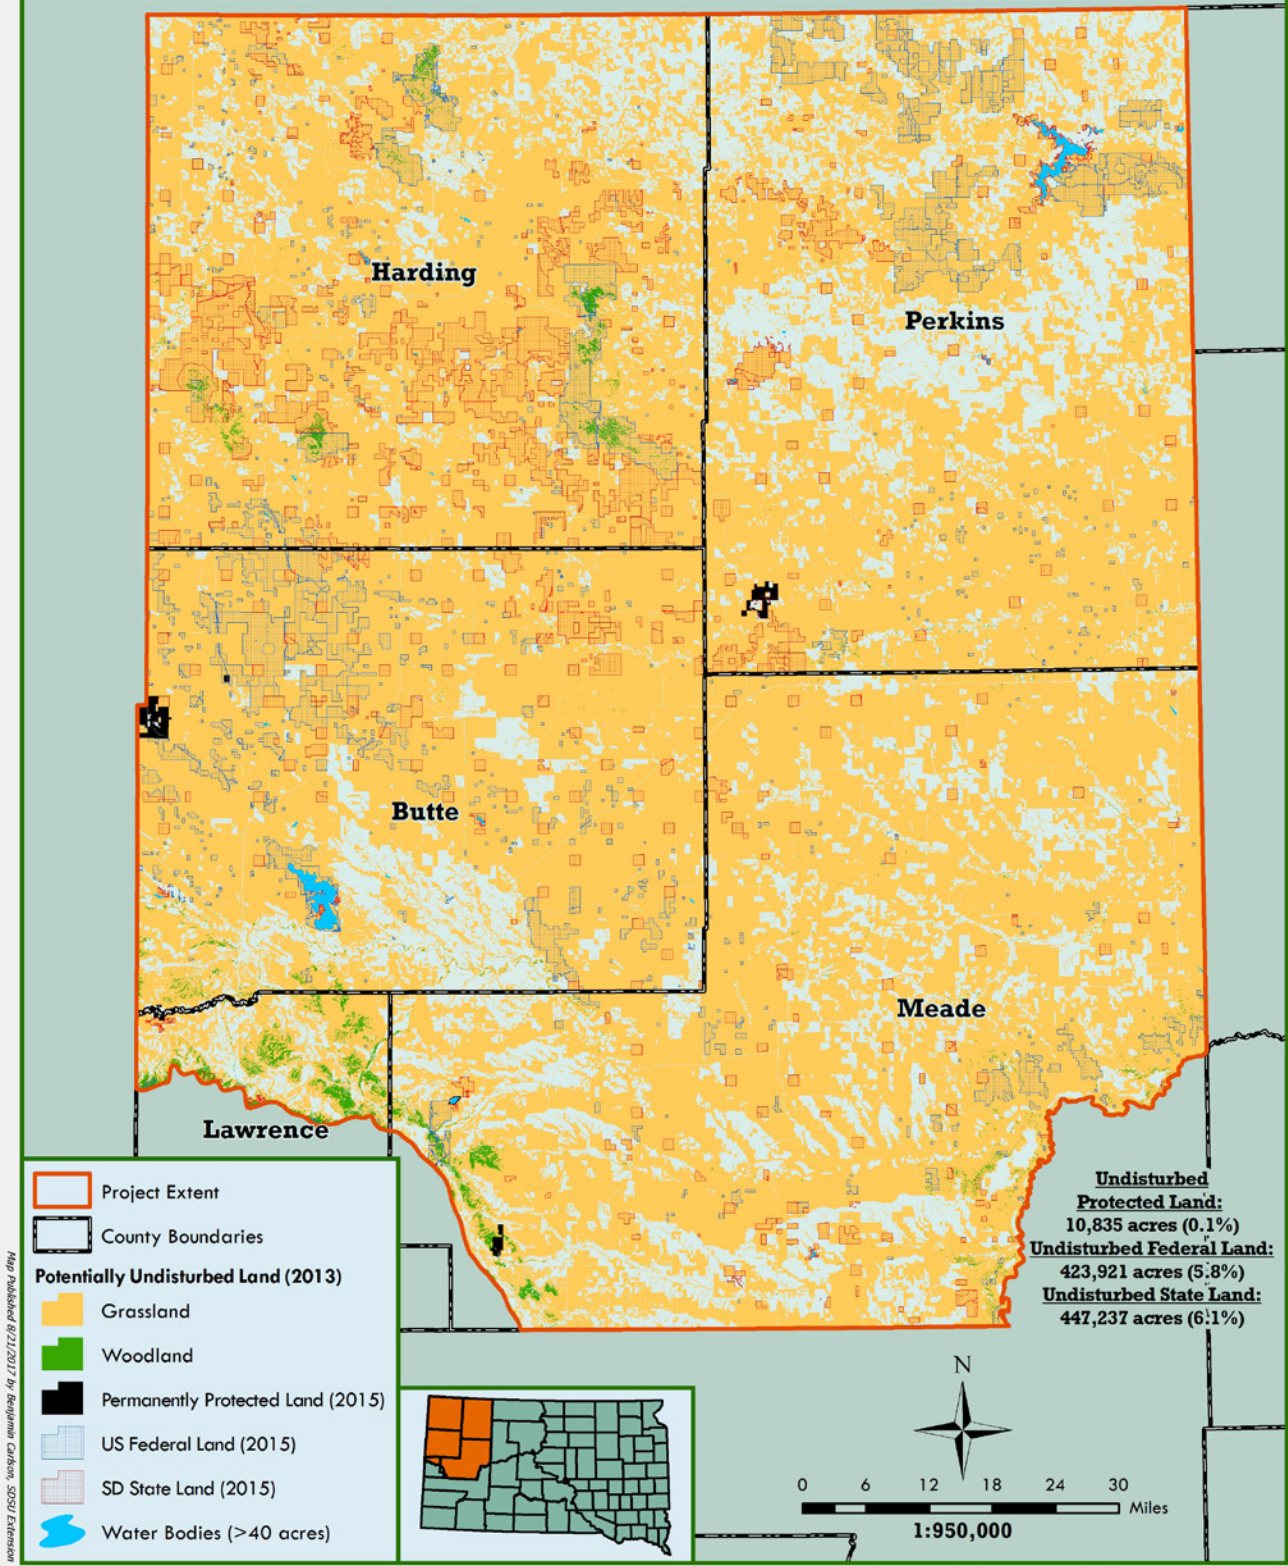 Harding
Perkins
Butte
Meade
Lawrence
Undisturbed
Protected Land:
10,835 acres (0.1%)
Undisturbed Federal Land:
423,921 acres (5.8%)
Undisturbed State Land:
447,237 acres (6.1%)
Project Extent
County Boundaries
Potentially Undisturbed Land (2013)
Grassland
Woodland
Permanently Protected Land (2015)
US Federal Land (2015)
SD State Land (2015)
Water Bodies (>40 acres)
N
0 6 12 18 24 30
Miles
1:950,000
Map Published 8/21/2017 by Benjamin Carlson, SDSU Extension